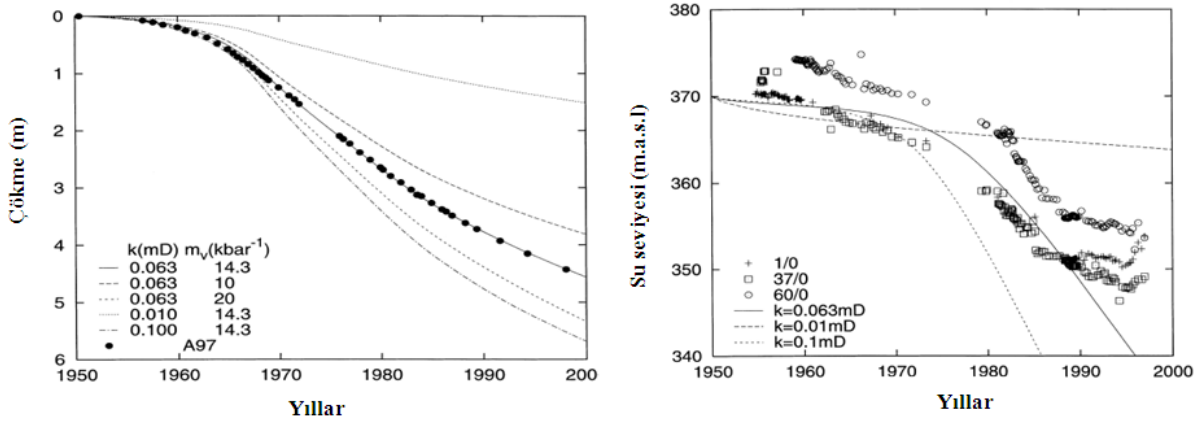 0
1
2
3
4
5
6
Çökme (m)
k(mD) mv(kbar-1)
0.063 14.3
0.063 10
0.063 20
0.010 14.3
0.100 14.3
A97
1950 1960 1970 1980 1990 200
Yıllar
380
370
360
350
340
Su seviyesi (m.a.s.l)
1/0
37/0
60/0
k=0.063mD
k=0.01mD
k=0.1mD
1950 1960 1970 1980 1990 2000
Yıllar